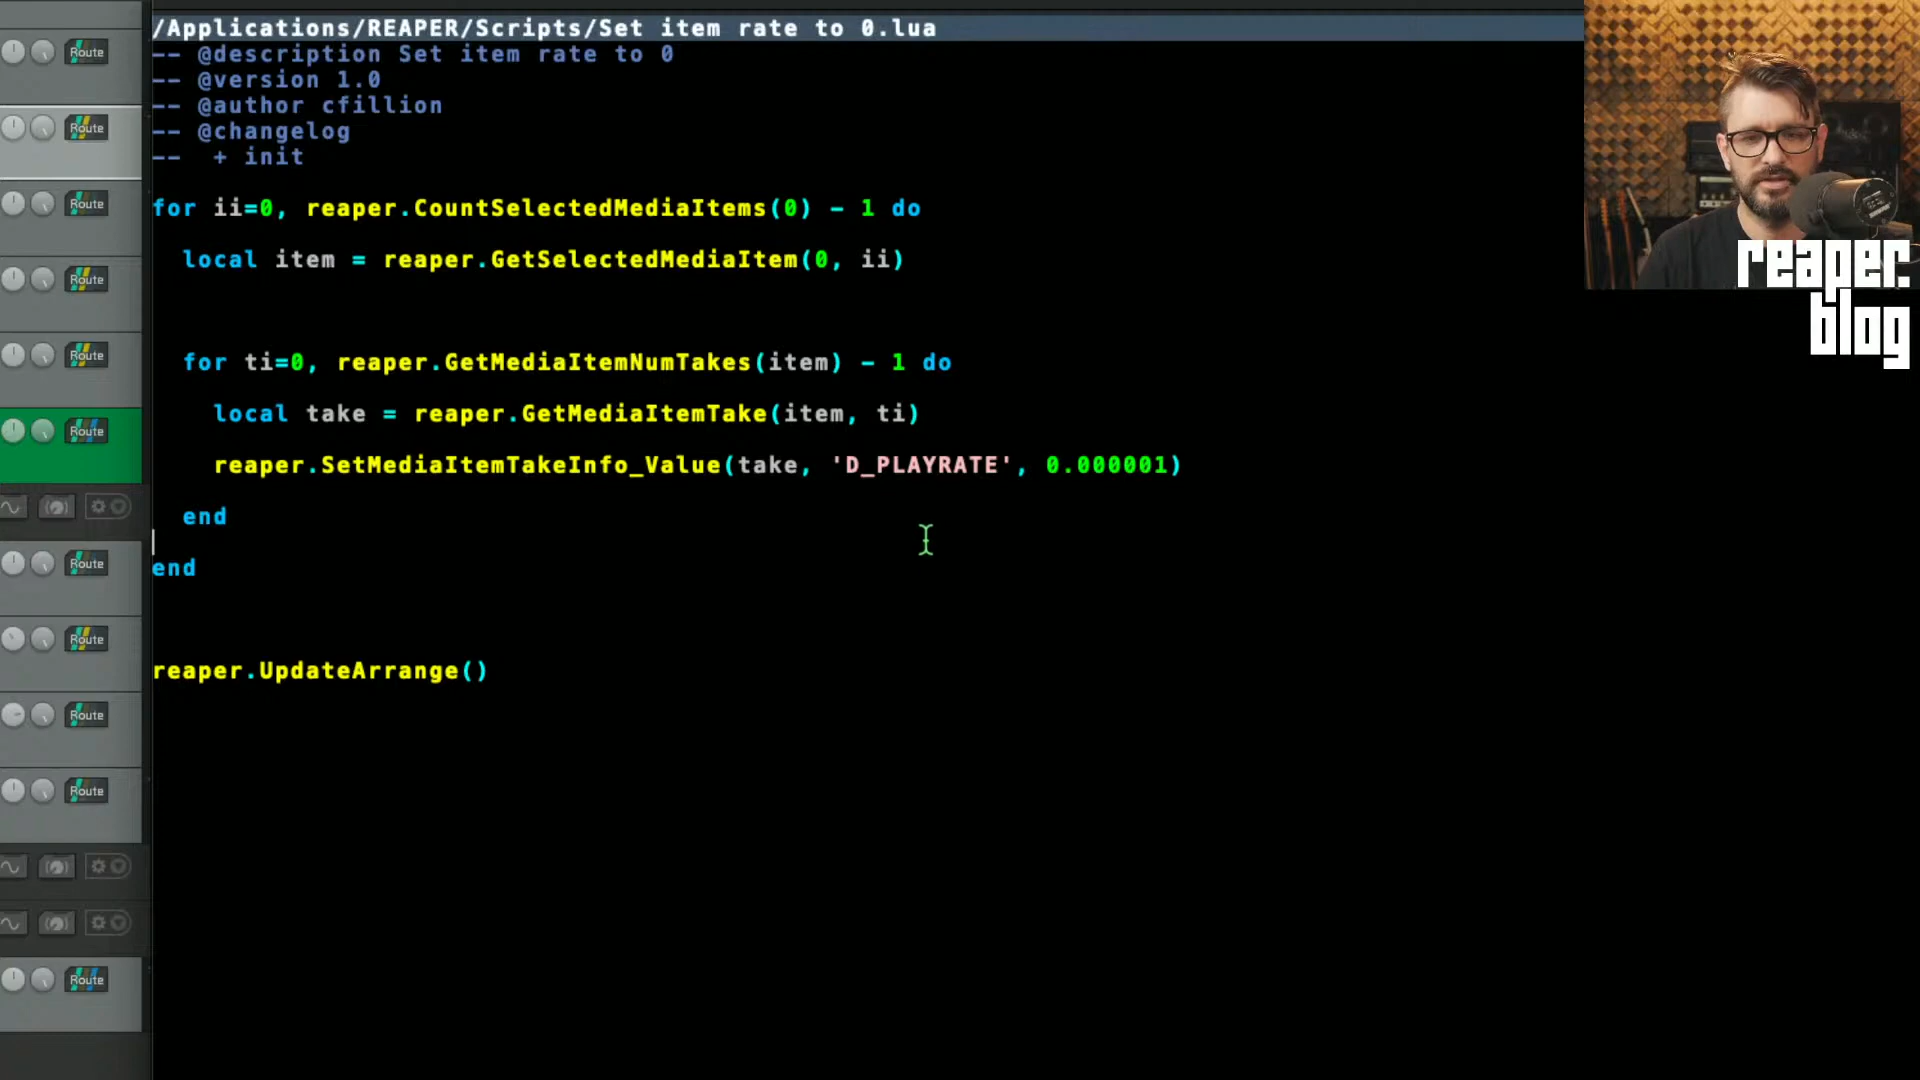 /Applications/REAPER/Scripts/Set item rate to 0.lua
-- @description Set item rate to 0
-- @version 1.0
-- @author cfillion
-- @changelog
--  + init
for ii=0, reaper.CountSelectedMediaItems(0) - 1 do
local item = reaper.GetSelectedMediaItem(0, ii)
for ti=0, reaper.GetMediaItemNumTakes(item) - 1 do
local take = reaper.GetMediaItemTake(item, ti)
reaper.SetMediaItemTakeInfo_Value(take, 'D_PLAYRATE', 0.000001)
end
end
reaper.UpdateArrange()
Route
Route
Route
Route
Route
Route
Route
Route
Route
Route
Route
reaper.
blog